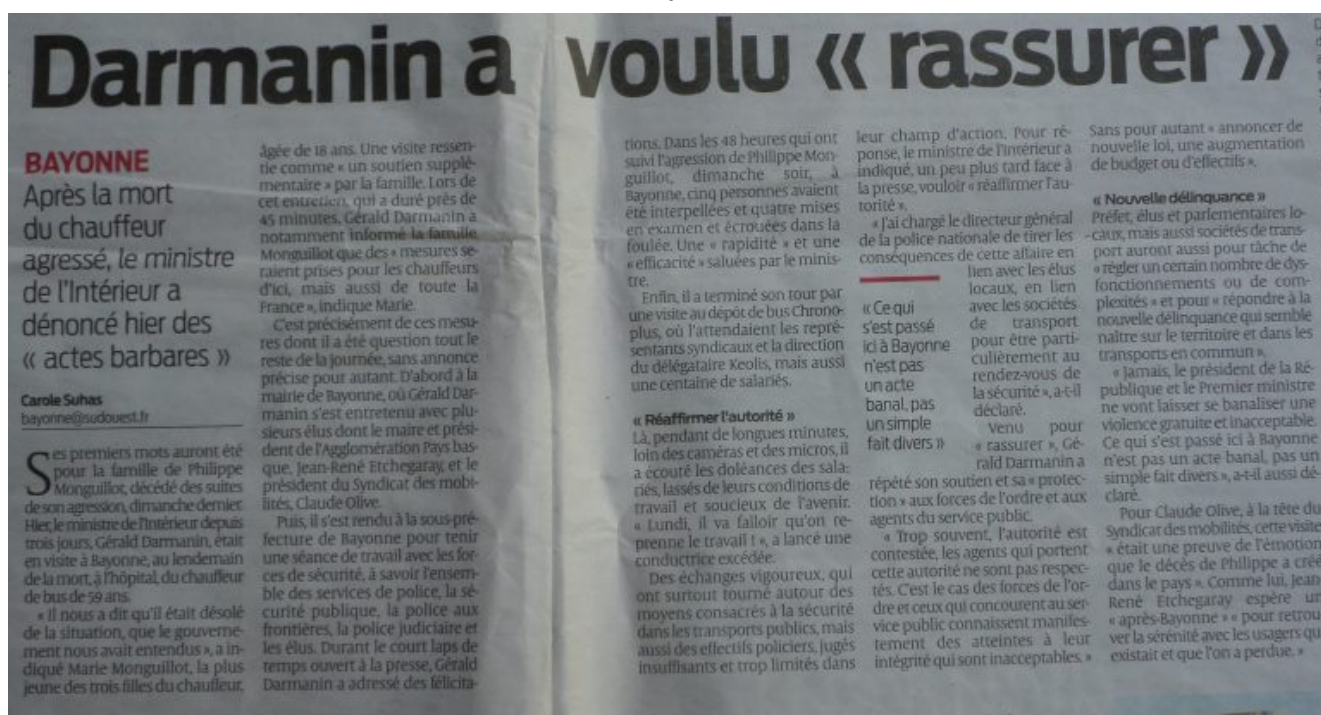 Darmanin a voulu « rassurer »
BAYONNE
Après la mort
du chauffeur
agressé, le ministre
de l'Intérieur a
dénoncé hier des
« actes barbares »
Carole Suhas
bayonne@sudouest.fr
Ses premiers mots auront été
pour la famille de Philippe
Monguillot, décédé des suites
de son agression, dimanche dernier.
Hier, le ministre de l'Intérieur depuis
trois jours, Gérald Darmanin, était
en visite à Bayonne, au lendemain
de la mort, à l'hôpital, du chauffeur
de bus de 59 ans.
« Il nous a dit qu'il était désolé
de la situation, que le gouverne-
ment nous avait entendus », a in-
diqué Marie Monguillot, la plus
jeune des trois filles du chauffeur,
âgée de 18 ans. Une visite ressen-
tie comme « un soutien supplé-
mentaire » par la famille. Lors de
cet entretien, qui a duré près de
45 minutes, Gérald Darmanin a
notamment informé la famille
Monguillot que des « mesures se-
raient prises pour les chauffeurs
d'ici, mais aussi de toute la
France », indique Marie.
C'est précisément de ces mesu-
res dont il a été question tout le
reste de la journée, sans annonce
précise pour autant. D'abord à la
mairie de Bayonne, où Gérald Dar-
manin s'est entretenu avec plu-
sieurs élus dont le maire et prési-
dent de l'Agglomération Pays bas-
que, Jean-René Etchegaray, et le
président du Syndicat des mobi-
lités, Claude Olive.
Puis, il s'est rendu à la sous-pré-
fecture de Bayonne pour tenir
une séance de travail avec les for-
ces de sécurité, à savoir l'ensem-
ble des services de police, la sé-
curité publique, la police aux
frontières, la police judiciaire et
les élus. Durant le court laps de
temps ouvert à la presse, Gérald
Darmanin a adressé des félicita-
tions. Dans les 48 heures qui ont
suivi l'agression de Philippe Mon-
guillot, dimanche soir, à
Bayonne, cinq personnes avaient
été interpellées et quatre mises
en examen et écrouées dans la
foulée. Une « rapidité » et une
« efficacité » saluées par le minis-
tre.
Enfin, il a terminé son tour par
une visite au dépôt de bus Chrono-
plus, où l'attendaient les repré-
sentants syndicaux et la direction
du délégataire Keolis, mais aussi
une centaine de salariés.
« Réaffirmer l'autorité »
Là, pendant de longues minutes,
loin des caméras et des micros, il
a écouté les doléances des sala-
riés, lassés de leurs conditions de
travail et soucieux de l'avenir.
« Lundi, il va falloir qu'on re-
prenne le travail ! », a lancé une
conductrice excédée.
Des échanges vigoureux, qui
ont surtout tourné autour des
moyens consacrés à la sécurité
dans les transports publics, mais
aussi des effectifs policiers, jugés
insuffisants et trop limités dans
leur champ d'action. Pour ré-
ponse, le ministre de l'Intérieur a
indiqué, un peu plus tard face à
la presse, vouloir « réaffirmer l'au-
torité ».
« J'ai chargé le directeur général
de la police nationale de tirer les
conséquences de cette affaire en
lien avec les élus
locaux, en lien
avec les sociétés
de transport
pour être parti-
culièrement au
rendez-vous de
la sécurité », a-t-il
déclaré.
Venu pour
« rassurer », Gé-
rald Darmanin a
répété son soutien et sa « protec-
tion » aux forces de l'ordre et aux
agents du service public.
« Trop souvent, l'autorité est
contestée, les agents qui portent
cette autorité ne sont pas respec-
tés. C'est le cas des forces de l'or-
dre et ceux qui concourent au ser-
vice public connaissent manifes-
tement des atteintes à leur
intégrité qui sont inacceptables. »
« Ce qui
s'est passé
ici à Bayonne
n'est pas
un acte
banal, pas
un simple
fait divers »
Sans pour autant « annoncer de
nouvelle loi, une augmentation
de budget ou d'effectifs ».
« Nouvelle délinquance »
Préfet, élus et parlementaires lo-
caux, mais aussi sociétés de trans-
port auront aussi pour tâche de
« régler un certain nombre de dys-
fonctionnements ou de com-
plexités » et pour « répondre à la
nouvelle délinquance qui semble
naître sur le territoire et dans les
transports en commun ».
« Jamais, le président de la Ré-
publique et le Premier ministre
ne vont laisser se banaliser une
violence gratuite et inacceptable.
Ce qui s'est passé ici à Bayonne
n'est pas un acte banal, pas un
simple fait divers », a-t-il aussi dé-
claré.
Pour Claude Olive, à la tête du
Syndicat des mobilités, cette visite
« était une preuve de l'émotion
que le décès de Philippe a créé
dans le pays ». Comme lui, Jean-
René Etchegaray espère un
« après-Bayonne » « pour retrou
ver la sérénité avec les usagers qu
existait et que l'on a perdue. »